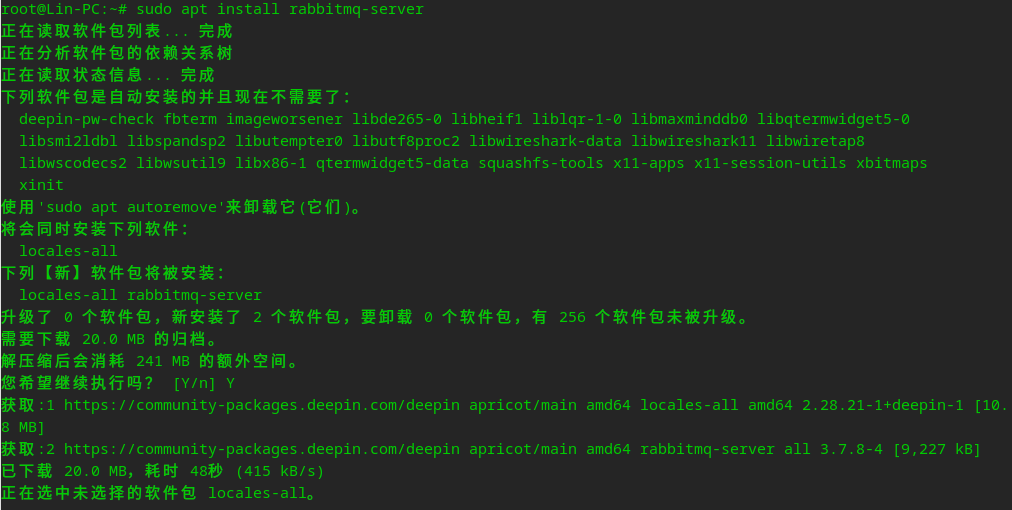 root@Lin-PC:~# sudo apt install rabbitmq-server
正在读取软件包列表... 完成
正在分析软件包的依赖关系树
正在读取状态信息... 完成
下列软件包是自动安装的并且现在不需要了:
  deepin-pw-check fbterm imageworsener libde265-0 libheif1 liblqr-1-0 libmaxminddb0 libqtermwidget5-0
  libsmi2ldbl libspandsp2 libutempter0 libutf8proc2 libwireshark-data libwireshark11 libwiretap8
  libwscodecs2 libwsutil9 libx86-1 qtermwidget5-data squashfs-tools x11-apps x11-session-utils xbitmaps
  xinit
使用'sudo apt autoremove'来卸载它(它们)。
将会同时安装下列软件:
  locales-all
下列【新】软件包将被安装:
  locales-all rabbitmq-server
升级了 0 个软件包，新安装了 2 个软件包，要卸载 0 个软件包，有 256 个软件包未被升级。
需要下载 20.0 MB 的归档。
解压缩后会消耗 241 MB 的额外空间。
您希望继续执行吗？ [Y/n] Y
获取:1 https://community-packages.deepin.com/deepin apricot/main amd64 locales-all amd64 2.28.21-1+deepin-1 [10.
8 MB]
获取:2 https://community-packages.deepin.com/deepin apricot/main amd64 rabbitmq-server all 3.7.8-4 [9,227 kB]
已下载 20.0 MB，耗时 48秒 (415 kB/s)
正在选中未选择的软件包 locales-all。